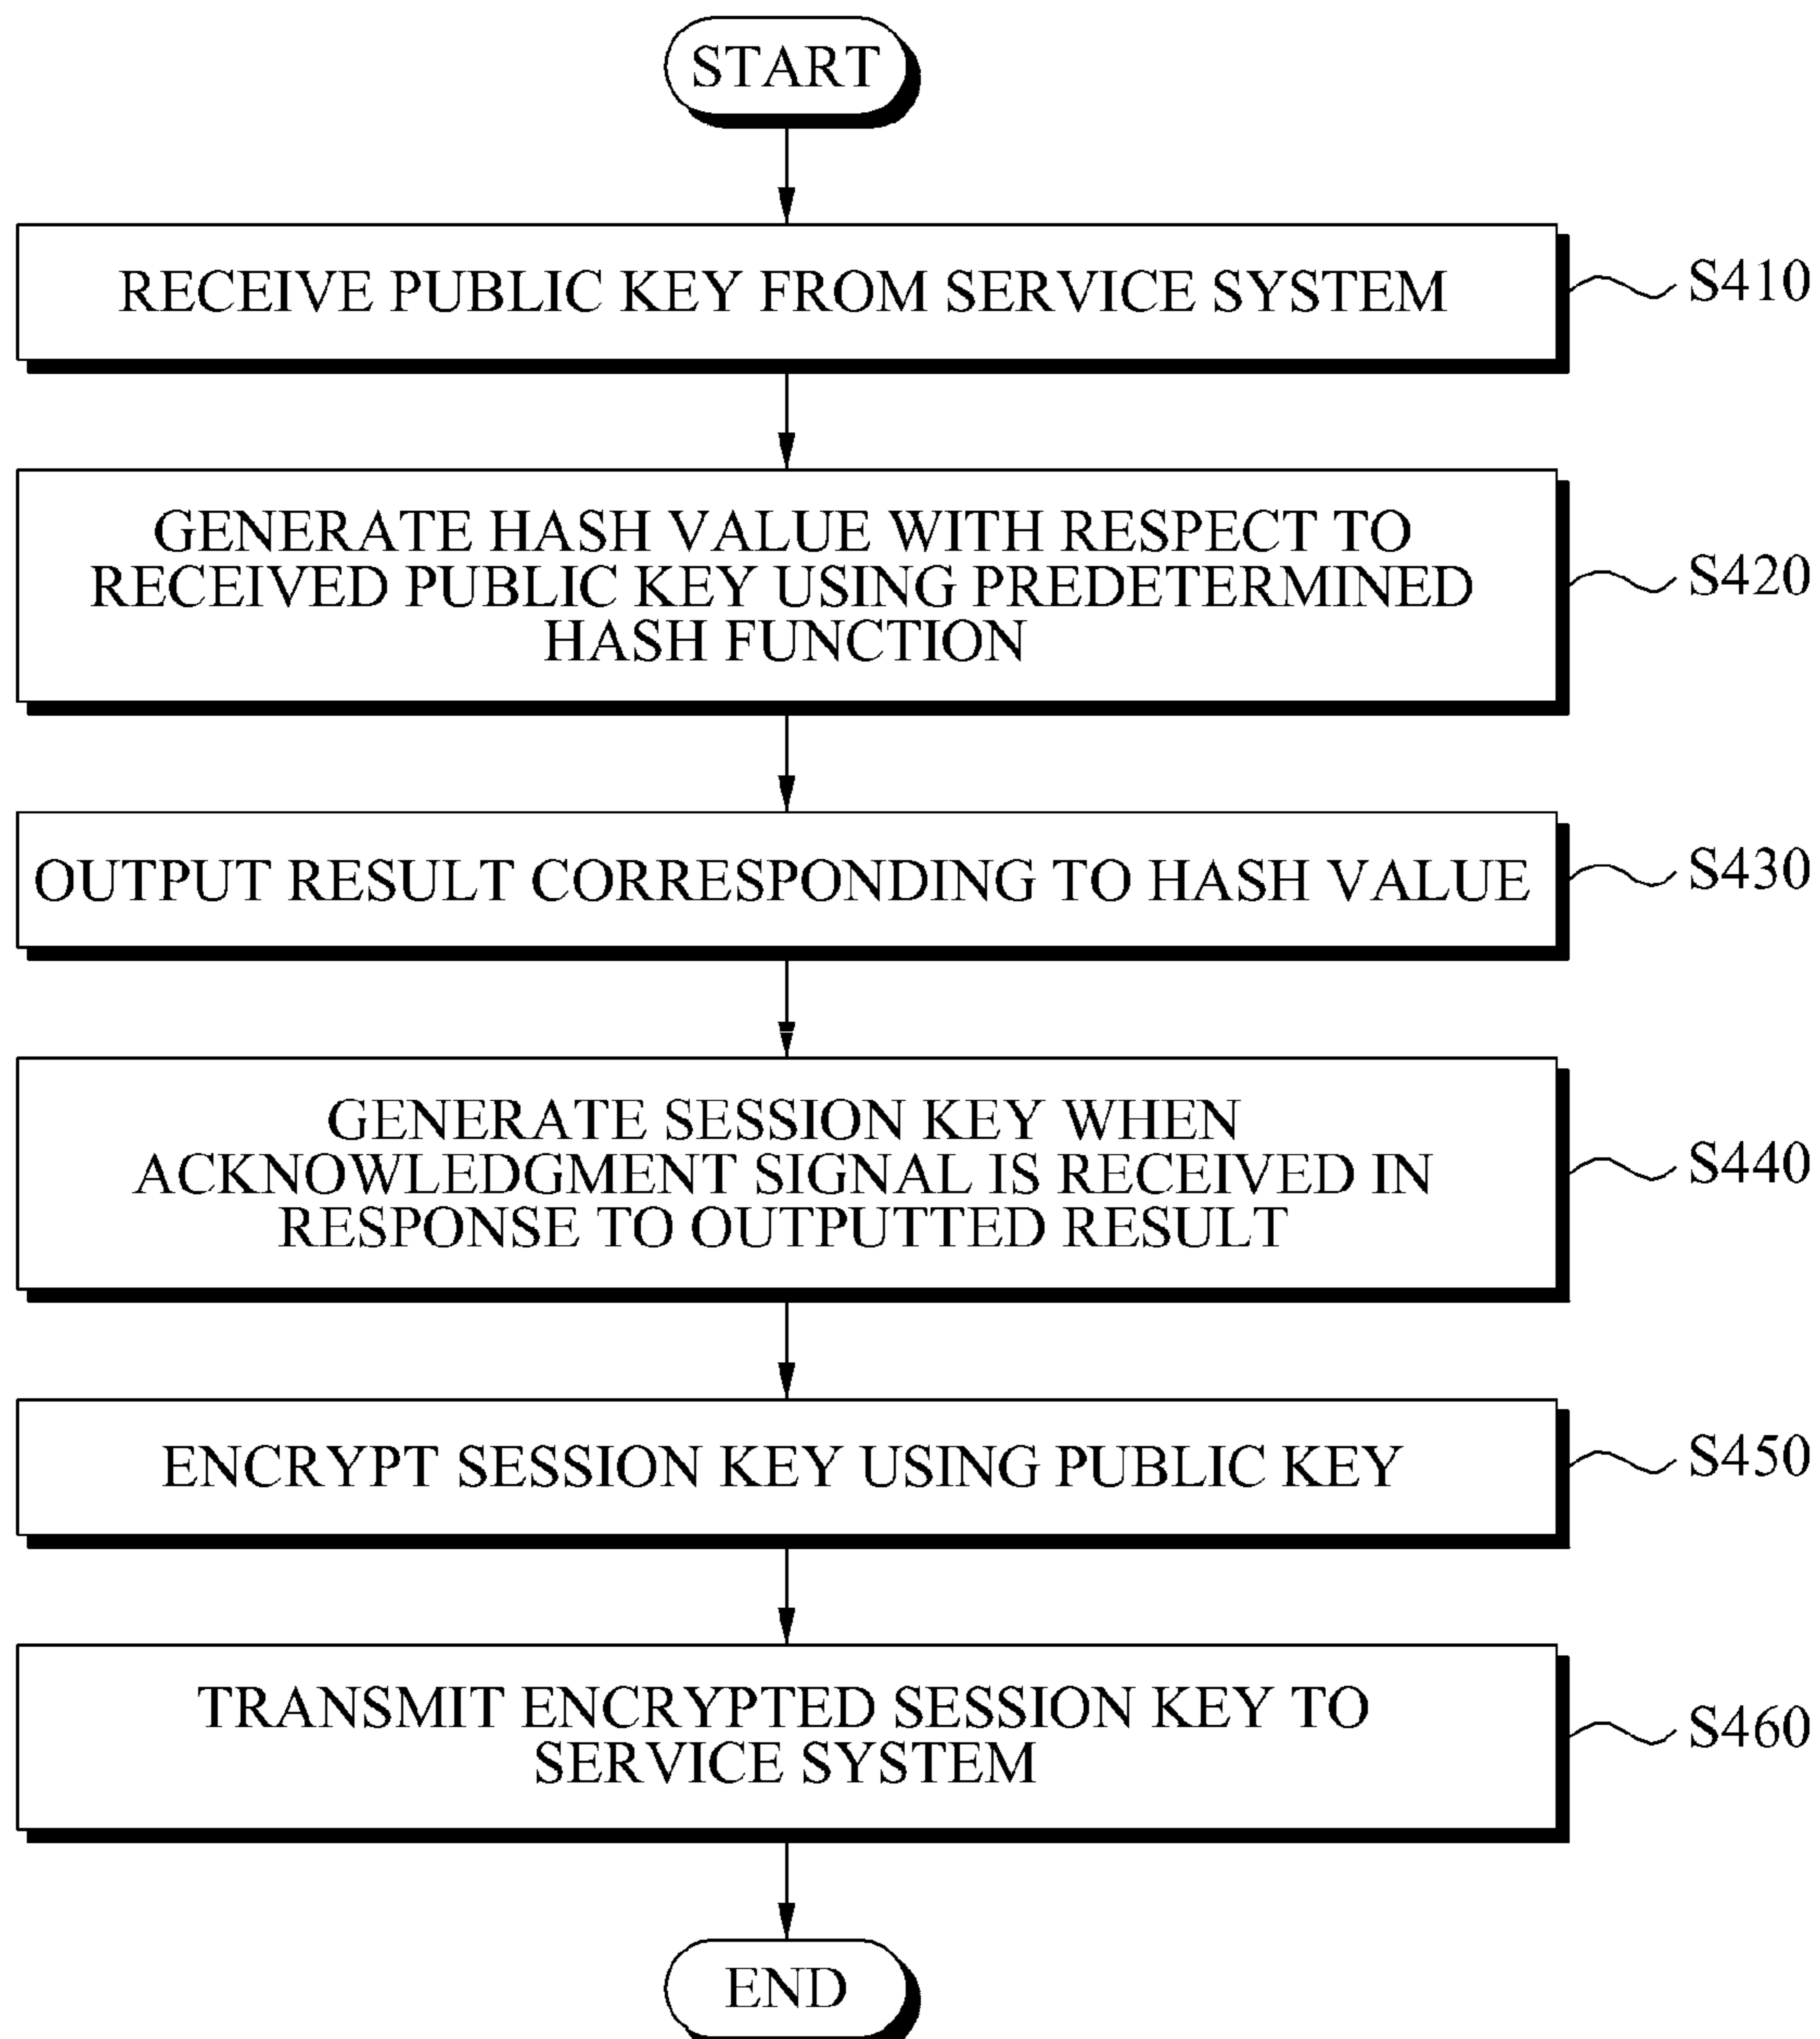 START
RECEIVE PUBLIC KEY FROM SERVICE SYSTEM
S410
GENERATE HASH VALUE WITH RESPECT TO
RECEIVED PUBLIC KEY USING PREDETERMINED
HASH FUNCTION
S420
OUTPUT RESULT CORRESPONDING TO HASH VALUE
S430
GENERATE SESSION KEY WHEN
ACKNOWLEDGMENT SIGNAL IS RECEIVED IN
RESPONSE TO OUTPUTTED RESULT
S440
ENCRYPT SESSION KEY USING PUBLIC KEY
S450
TRANSMIT ENCRYPTED SESSION KEY TO
SERVICE SYSTEM
S460
END